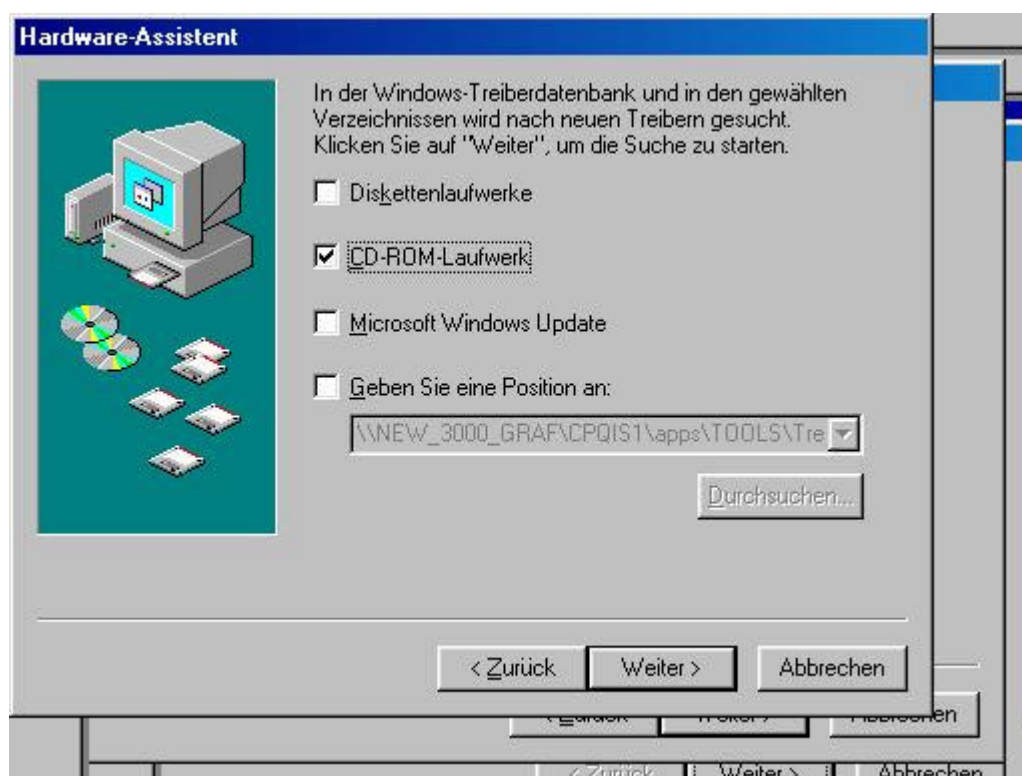 Hardware-Assistent
In der Windows-Treiberdatenbank und in den gewählten
Verzeichnissen wird nach neuen Treibern gesucht.
Klicken Sie auf "Weiter", um die Suche zu starten.
Diskettenlaufwerke
CD-ROM-Laufwerk
Microsoft Windows Update
Geben Sie eine Position an:
\\NEW_3000_GRAF\CPQIS1\apps\TOOLS\Tre
Durchsuchen...
< Zurück Weiter > Abbrechen
< Zurück Weiter > Abbrechen
< Zurück Weiter > Abbrechen